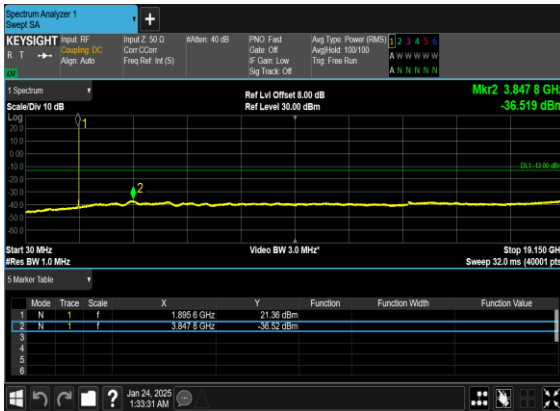 Spectrum Analyzer 1
Swept SA
KEYSIGHT
R T
LNI
Input: RF
Coupling: DC
Align: Auto
Input Z: 50 Ω
Corr CCorr
Freq Ref: Int (S)
#Atten: 40 dB
PNO: Fast
Gate: Off
IF Gain: Low
Sig Track: Off
Avg Type: Power (RMS)
Avg|Hold: 100/100
Trig: Free Run
1 2 3 4 5 6
A W W W W W
A N N N N N
1 Spectrum
Scale/Div 10 dB
Ref Lvl Offset 8.00 dB
Ref Level 30.00 dBm
Mkr2 3.847 8 GHz
-36.519 dBm
Log
20.0
10.0
0.00
-10.0
-20.0
-30.0
-40.0
-50.0
-60.0
1
2
DL1 -13.00 dBm
Start 30 MHz
#Res BW 1.0 MHz
Video BW 3.0 MHz*
Stop 19.150 GH
Sweep 32.0 ms (40001 pts
5 Marker Table
Mode Trace Scale X Y Function Function Width Function Value
1 N 1 f 1.895 6 GHz 21.36 dBm
2 N 1 f 3.847 8 GHz -36.52 dBm
3
4
5
6
?
Jan 24, 2025
1:33:31 AM